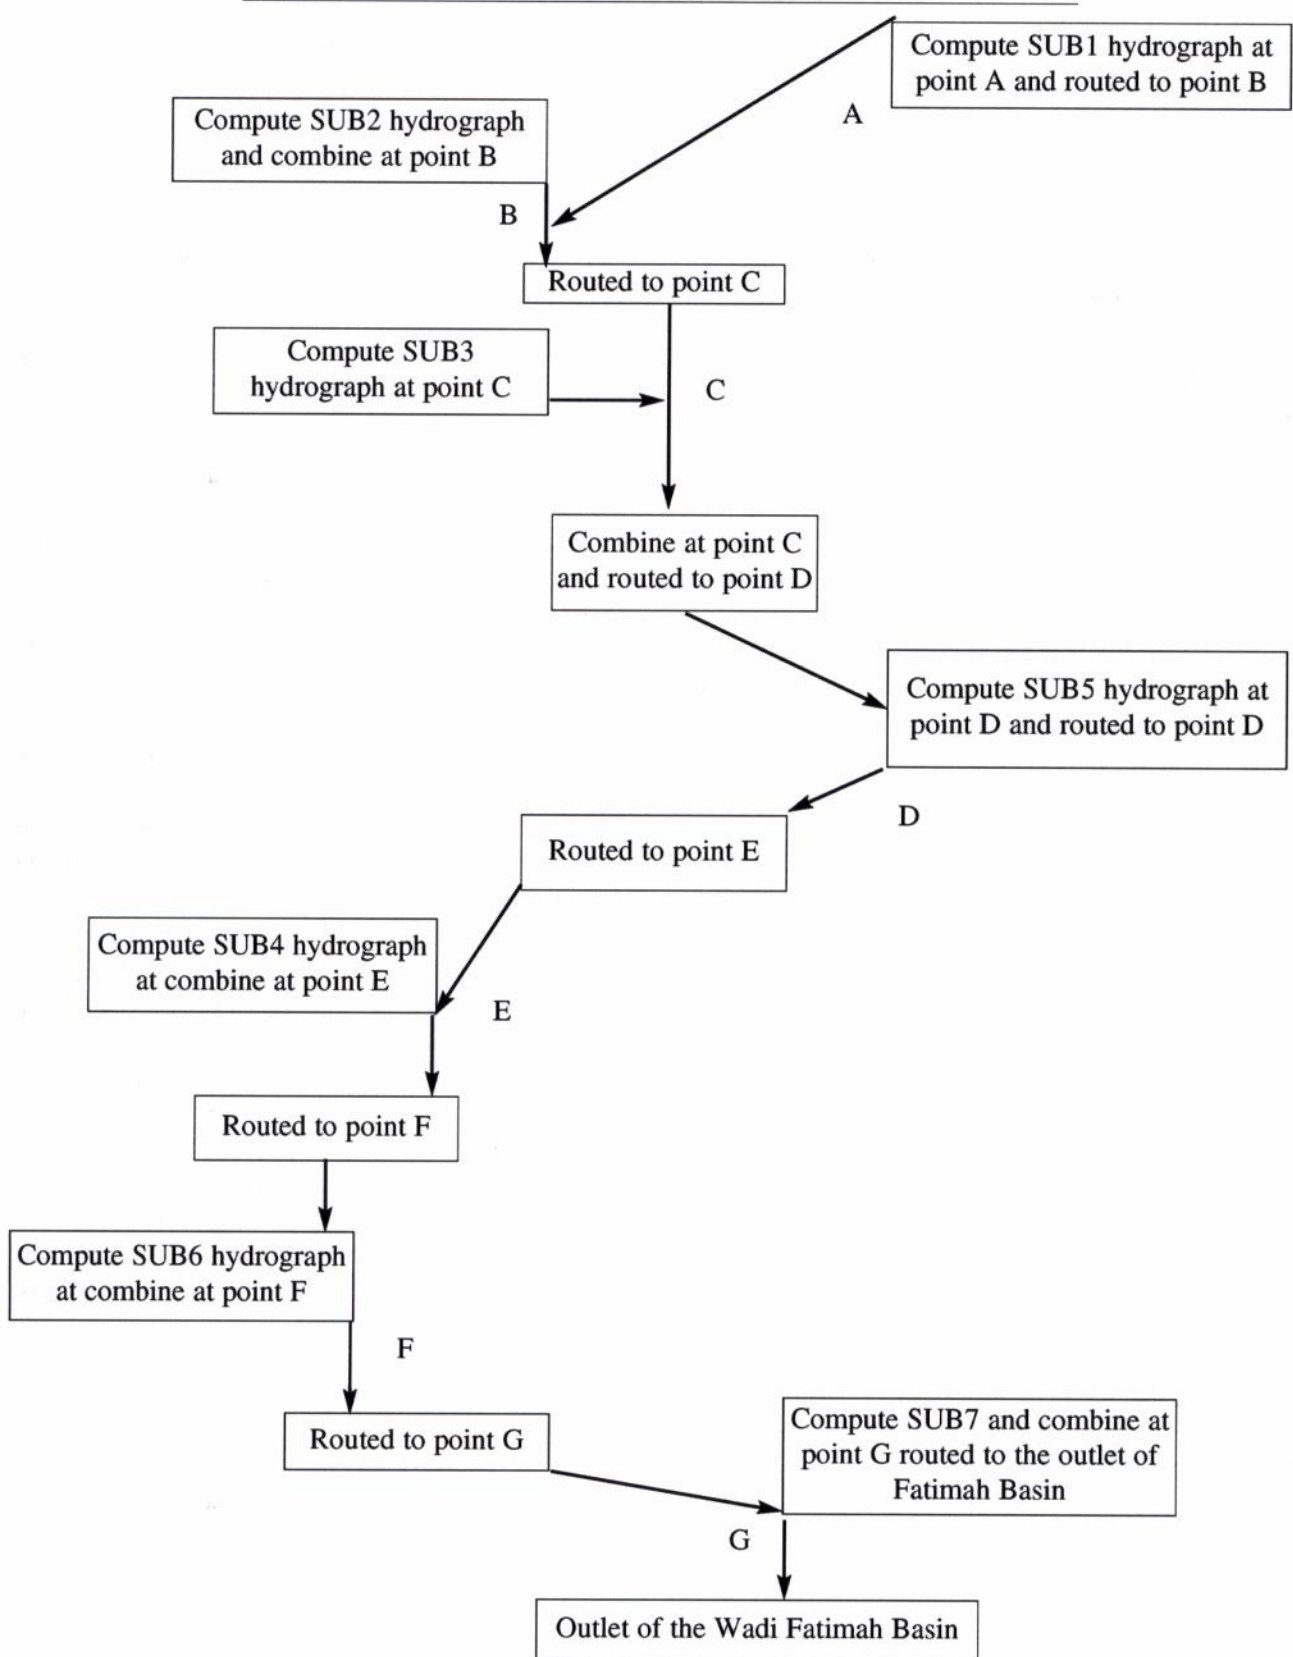 Compute SUB1 hydrograph at
point A and routed to point B
A
Compute SUB2 hydrograph
and combine at point B
B
Routed to point C
Compute SUB3
hydrograph at point C
C
Combine at point C
and routed to point D
Compute SUB5 hydrograph at
point D and routed to point D
D
Routed to point E
Compute SUB4 hydrograph
at combine at point E
E
Routed to point F
Compute SUB6 hydrograph
at combine at point F
F
Routed to point G
Compute SUB7 and combine at
point G routed to the outlet of
Fatimah Basin
G
Outlet of the Wadi Fatimah Basin